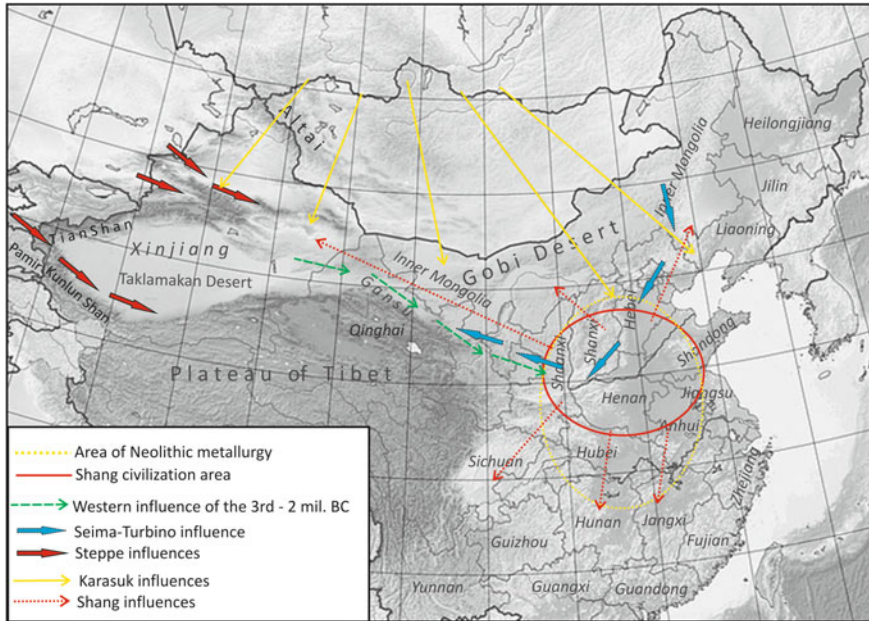 Altai
Heilongjiang
Inner Mongolia
Jilin
Liaoning
TianShan
Xinjiang
Gobi Desert
Pamir
Kunlun Shan
Taklamakan Desert
Inner Mongolia
Gansu
Hebei
Qinghai
Shaanxi
Shanxi
Shandong
Plateau of Tibet
Henan
Jiangsu
Anhui
Sichuan
Hubei
Zhejiang
Hunan
Jangxi
Guizhou
Fujian
Yunnan
Guangxi
Guandong
Area of Neolithic metallurgy
Shang civilization area
Western influence of the 3rd - 2 mil. BC
Seima-Turbino influence
Steppe influences
Karasuk influences
Shang influences